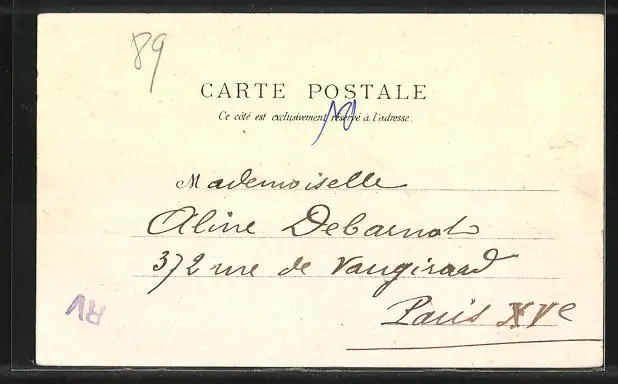 89
CARTE POSTALE
Ce côté est exclusivement réservé à l'adresse.
Mademoiselle
Aline Debarnot
372 rue de Vaugirard
Paris XVe
RV